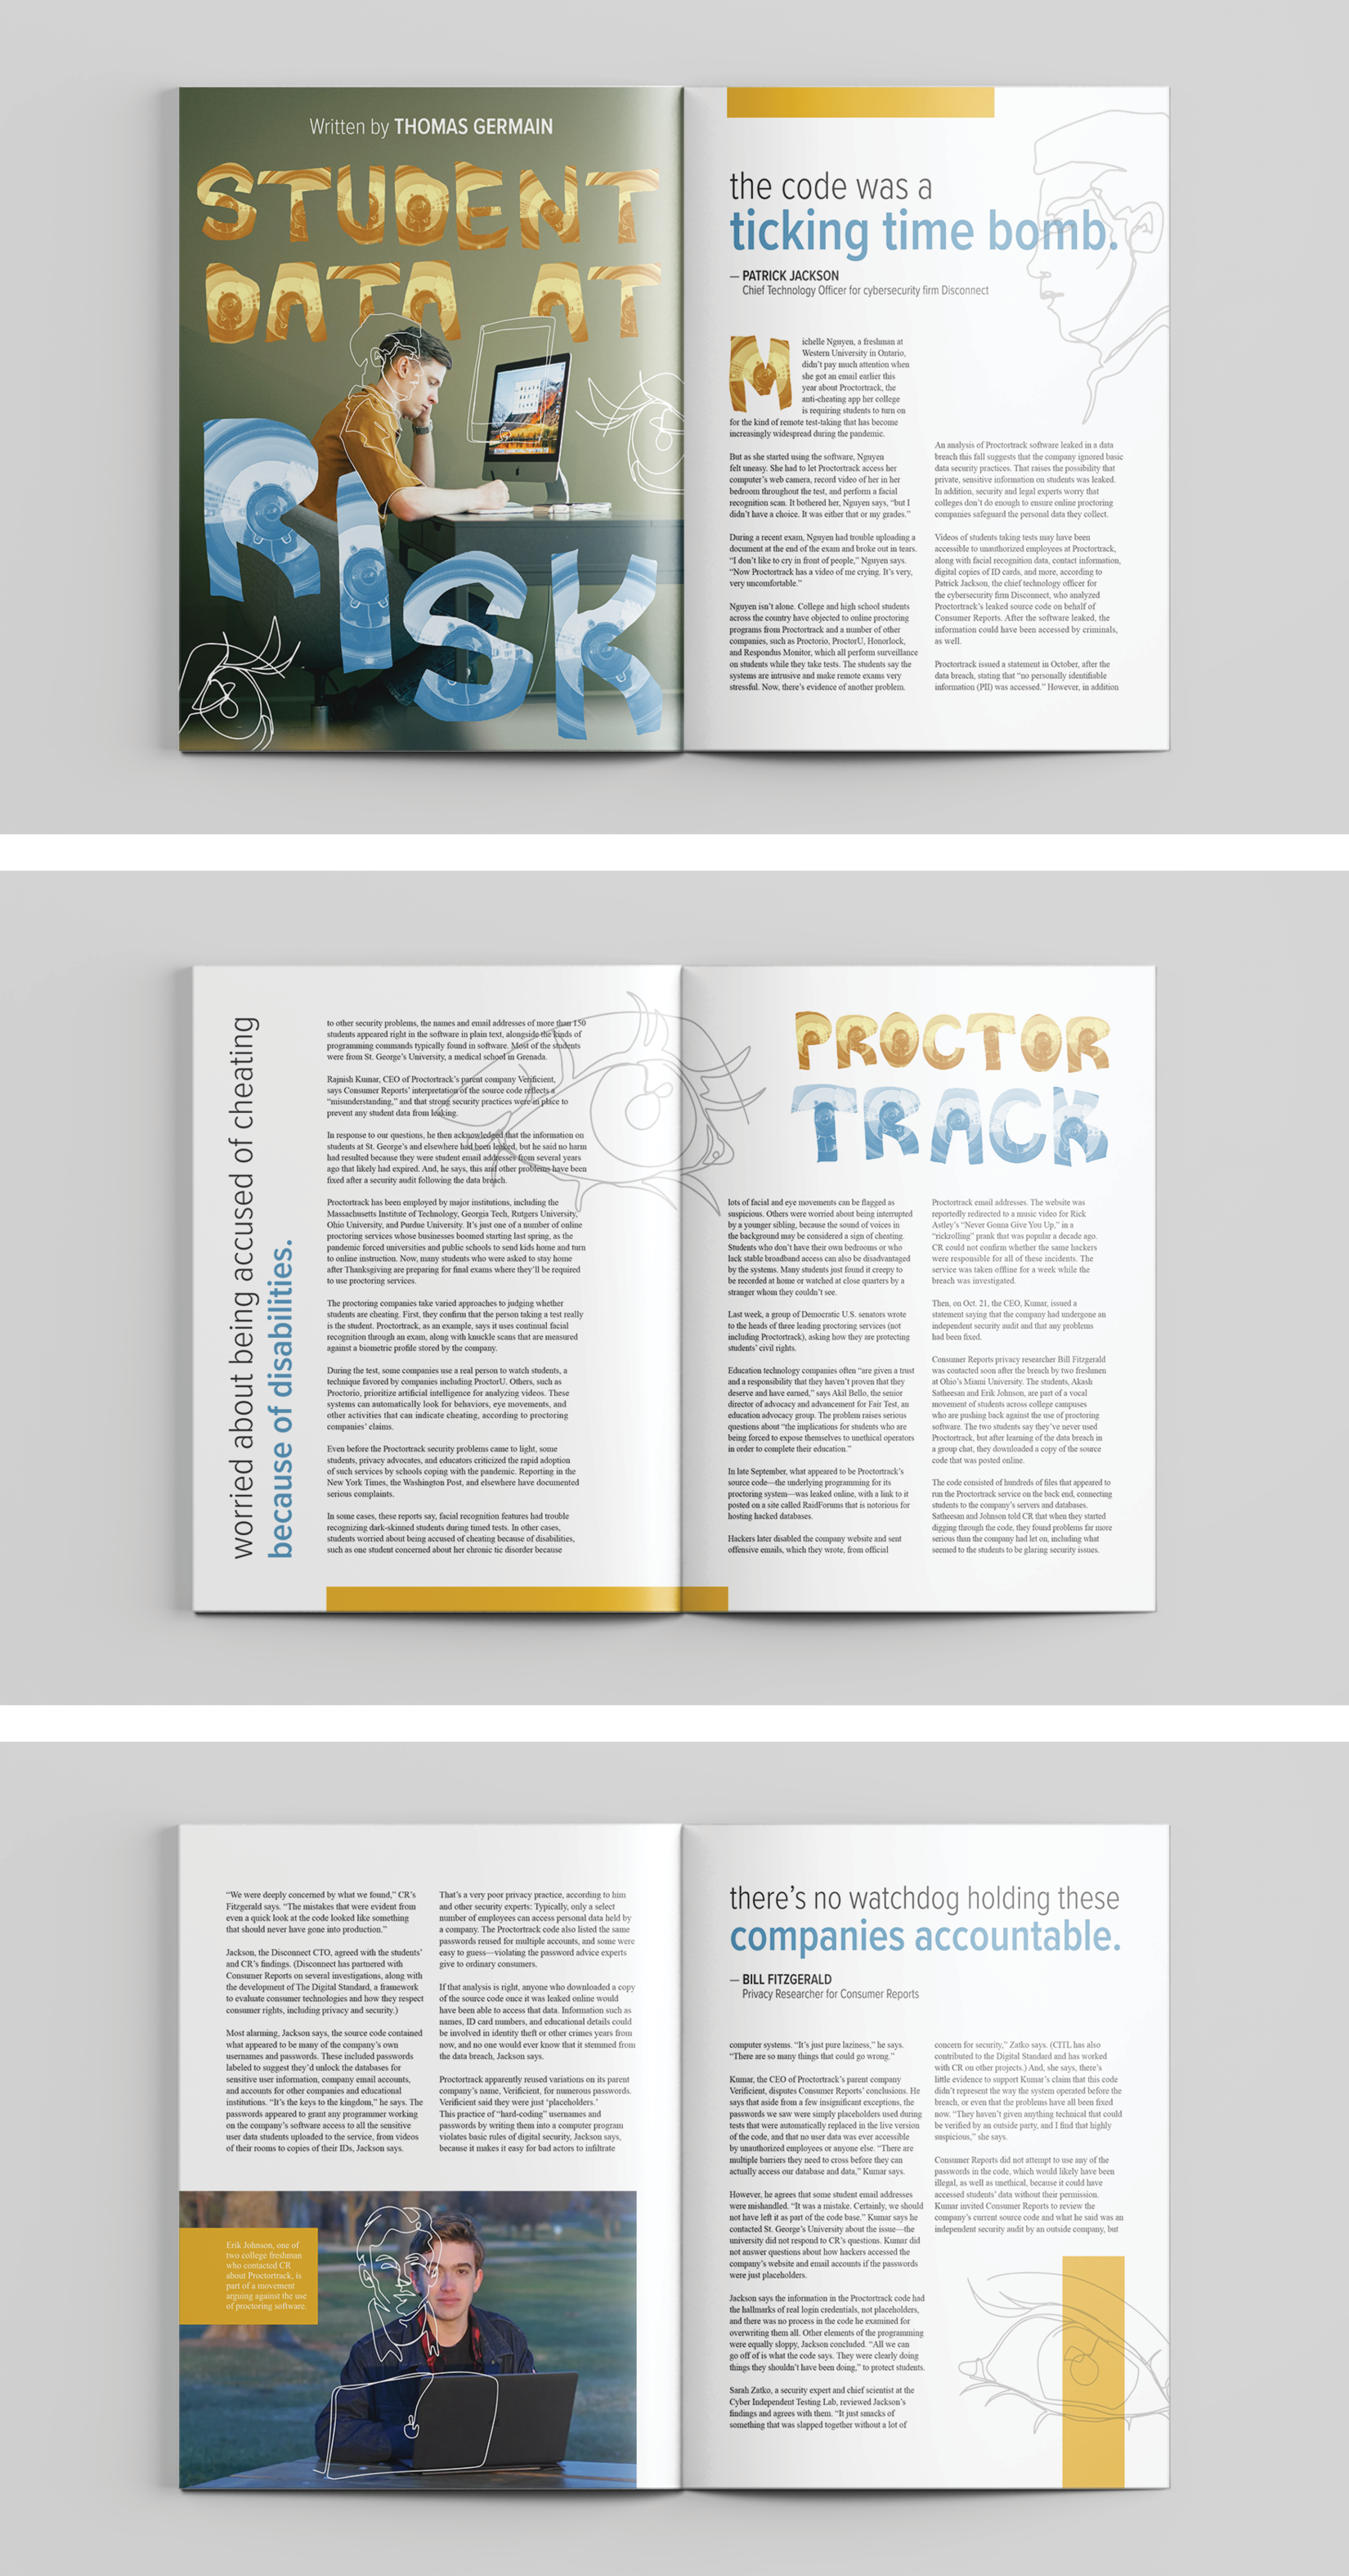 Written by THOMAS GERMAIN
STUDENT
DATA AT
RISK
the code was a
ticking time bomb.
— PATRICK JACKSON
Chief Technology Officer for cybersecurity firm Disconnect
Michelle Nguyen, a freshman at
Western University in Ontario,
didn't pay much attention when
she got an email earlier this
year about Proctortrack, the
anti-cheating app her college
is requiring students to turn on
for the kind of remote test-taking that has become
increasingly widespread during the pandemic.
But as she started using the software, Nguyen
felt uneasy. She had to let Proctortrack access her
computer's web camera, record video of her in her
bedroom throughout the test, and perform a facial
recognition scan. It bothered her, Nguyen says, “but I
didn't have a choice. It was either that or my grades.”
During a recent exam, Nguyen had trouble uploading a
document at the end of the exam and broke out in tears.
“I don't like to cry in front of people,” Nguyen says.
“Now Proctortrack has a video of me crying. It's very,
very uncomfortable.”
Nguyen isn't alone. College and high school students
across the country have objected to online proctoring
programs from Proctortrack and a number of other
companies, such as Proctorio, ProctorU, Honorlock,
and Respondus Monitor, which all perform surveillance
on students while they take tests. The students say the
systems are intrusive and make remote exams very
stressful. Now, there's evidence of another problem.
An analysis of Proctortrack software leaked in a data
breach this fall suggests that the company ignored basic
data security practices. That raises the possibility that
private, sensitive information on students was leaked.
In addition, security and legal experts worry that
colleges don't do enough to ensure online proctoring
companies safeguard the personal data they collect.
Videos of students taking tests may have been
accessible to unauthorized employees at Proctortrack,
along with facial recognition data, contact information,
digital copies of ID cards, and more, according to
Patrick Jackson, the chief technology officer for
the cybersecurity firm Disconnect, who analyzed
Proctortrack's leaked source code on behalf of
Consumer Reports. After the software leaked, the
information could have been accessed by criminals,
as well.
Proctortrack issued a statement in October, after the
data breach, stating that “no personally identifiable
information (PII) was accessed.” However, in addition
worried about being accused of cheating
because of disabilities.
to other security problems, the names and email addresses of more than 150
students appeared right in the software in plain text, alongside the kinds of
programming commands typically found in software. Most of the students
were from St. George's University, a medical school in Grenada.
Rajnish Kumar, CEO of Proctortrack's parent company Verificient,
says Consumer Reports' interpretation of the source code reflects a
“misunderstanding,” and that strong security practices were in place to
prevent any student data from leaking.
In response to our questions, he then acknowledged that the information on
students at St. George's and elsewhere had been leaked, but he said no harm
had resulted because they were student email addresses from several years
ago that likely had expired. And, he says, this and other problems have been
fixed after a security audit following the data breach.
Proctortrack has been employed by major institutions, including the
Massachusetts Institute of Technology, Georgia Tech, Rutgers University,
Ohio University, and Purdue University. It's just one of a number of online
proctoring services whose businesses boomed starting last spring, as the
pandemic forced universities and public schools to send kids home and turn
to online instruction. Now, many students who were asked to stay home
after Thanksgiving are preparing for final exams where they'll be required
to use proctoring services.
The proctoring companies take varied approaches to judging whether
students are cheating. First, they confirm that the person taking a test really
is the student. Proctortrack, as an example, says it uses continual facial
recognition through an exam, along with knuckle scans that are measured
against a biometric profile stored by the company.
During the test, some companies use a real person to watch students, a
technique favored by companies including ProctorU. Others, such as
Proctorio, prioritize artificial intelligence for analyzing videos. These
systems can automatically look for behaviors, eye movements, and
other activities that can indicate cheating, according to proctoring
companies' claims.
Even before the Proctortrack security problems came to light, some
students, privacy advocates, and educators criticized the rapid adoption
of such services by schools coping with the pandemic. Reporting in the
New York Times, the Washington Post, and elsewhere have documented
serious complaints.
In some cases, these reports say, facial recognition features had trouble
recognizing dark-skinned students during timed tests. In other cases,
students worried about being accused of cheating because of disabilities,
such as one student concerned about her chronic tic disorder because
PROCTOR
TRACK
lots of facial and eye movements can be flagged as
suspicious. Others were worried about being interrupted
by a younger sibling, because the sound of voices in
the background may be considered a sign of cheating.
Students who don't have their own bedrooms or who
lack stable broadband access can also be disadvantaged
by the systems. Many students just found it creepy to
be recorded at home or watched at close quarters by a
stranger whom they couldn't see.
Last week, a group of Democratic U.S. senators wrote
to the heads of three leading proctoring services (not
including Proctortrack), asking how they are protecting
students' civil rights.
Education technology companies often “are given a trust
and a responsibility that they haven't proven that they
deserve and have earned,” says Akil Bello, the senior
director of advocacy and advancement for Fair Test, an
education advocacy group. The problem raises serious
questions about “the implications for students who are
being forced to expose themselves to unethical operators
in order to complete their education.”
In late September, what appeared to be Proctortrack's
source code—the underlying programming for its
proctoring system—was leaked online, with a link to it
posted on a site called RaidForums that is notorious for
hosting hacked databases.
Hackers later disabled the company website and sent
offensive emails, which they wrote, from official
Proctortrack email addresses. The website was
reportedly redirected to a music video for Rick
Astley's “Never Gonna Give You Up,” in a
“rickrolling” prank that was popular a decade ago.
CR could not confirm whether the same hackers
were responsible for all of these incidents. The
service was taken offline for a week while the
breach was investigated.
Then, on Oct. 21, the CEO, Kumar, issued a
statement saying that the company had undergone an
independent security audit and that any problems
had been fixed.
Consumer Reports privacy researcher Bill Fitzgerald
was contacted soon after the breach by two freshmen
at Ohio's Miami University. The students, Akash
Satheesan and Erik Johnson, are part of a vocal
movement of students across college campuses
who are pushing back against the use of proctoring
software. The two students say they've never used
Proctortrack, but after learning of the data breach in
a group chat, they downloaded a copy of the source
code that was posted online.
The code consisted of hundreds of files that appeared to
run the Proctortrack service on the back end, connecting
students to the company's servers and databases.
Satheesan and Johnson told CR that when they started
digging through the code, they found problems far more
serious than the company had let on, including what
seemed to the students to be glaring security issues.
“We were deeply concerned by what we found,” CR's
Fitzgerald says. “The mistakes that were evident from
even a quick look at the code looked like something
that should never have gone into production.”
Jackson, the Disconnect CTO, agreed with the students'
and CR's findings. (Disconnect has partnered with
Consumer Reports on several investigations, along with
the development of The Digital Standard, a framework
to evaluate consumer technologies and how they respect
consumer rights, including privacy and security.)
Most alarming, Jackson says, the source code contained
what appeared to be many of the company's own
usernames and passwords. These included passwords
labeled to suggest they'd unlock the databases for
sensitive user information, company email accounts,
and accounts for other companies and educational
institutions. “It's the keys to the kingdom,” he says. The
passwords appeared to grant any programmer working
on the company's software access to all the sensitive
user data students uploaded to the service, from videos
of their rooms to copies of their IDs, Jackson says.
That's a very poor privacy practice, according to him
and other security experts: Typically, only a select
number of employees can access personal data held by
a company. The Proctortrack code also listed the same
passwords reused for multiple accounts, and some were
easy to guess—violating the password advice experts
give to ordinary consumers.
If that analysis is right, anyone who downloaded a copy
of the source code once it was leaked online would
have been able to access that data. Information such as
names, ID card numbers, and educational details could
be involved in identity theft or other crimes years from
now, and no one would ever know that it stemmed from
the data breach, Jackson says.
Proctortrack apparently reused variations on its parent
company's name, Verificient, for numerous passwords.
Verificient said they were just 'placeholders.'
This practice of “hard-coding” usernames and
passwords by writing them into a computer program
violates basic rules of digital security, Jackson says,
because it makes it easy for bad actors to infiltrate
Erik Johnson, one of
two college freshman
who contacted CR
about Proctortrack, is
part of a movement
arguing against the use
of proctoring software.
there's no watchdog holding these
companies accountable.
— BILL FITZGERALD
Privacy Researcher for Consumer Reports
computer systems. “It's just pure laziness,” he says.
“There are so many things that could go wrong.”
Kumar, the CEO of Proctortrack's parent company
Verificient, disputes Consumer Reports' conclusions. He
says that aside from a few insignificant exceptions, the
passwords we saw were simply placeholders used during
tests that were automatically replaced in the live version
of the code, and that no user data was ever accessible
by unauthorized employees or anyone else. “There are
multiple barriers they need to cross before they can
actually access our database and data,” Kumar says.
However, he agrees that some student email addresses
were mishandled. “It was a mistake. Certainly, we should
not have left it as part of the code base.” Kumar says he
contacted St. George's University about the issue—the
university did not respond to CR's questions. Kumar did
not answer questions about how hackers accessed the
company's website and email accounts if the passwords
were just placeholders.
Jackson says the information in the Proctortrack code had
the hallmarks of real login credentials, not placeholders,
and there was no process in the code he examined for
overwriting them all. Other elements of the programming
were equally sloppy, Jackson concluded. “All we can
go off of is what the code says. They were clearly doing
things they shouldn't have been doing,” to protect students.
Sarah Zatko, a security expert and chief scientist at the
Cyber Independent Testing Lab, reviewed Jackson's
findings and agrees with them. “It just smacks of
something that was slapped together without a lot of
concern for security,” Zatko says. (CITL has also
contributed to the Digital Standard and has worked
with CR on other projects.) And, she says, there's
little evidence to support Kumar's claim that this code
didn't represent the way the system operated before the
breach, or even that the problems have all been fixed
now. “They haven't given anything technical that could
be verified by an outside party, and I find that highly
suspicious,” she says.
Consumer Reports did not attempt to use any of the
passwords in the code, which would likely have been
illegal, as well as unethical, because it could have
accessed students' data without their permission.
Kumar invited Consumer Reports to review the
company's current source code and what he said was an
independent security audit by an outside company, but